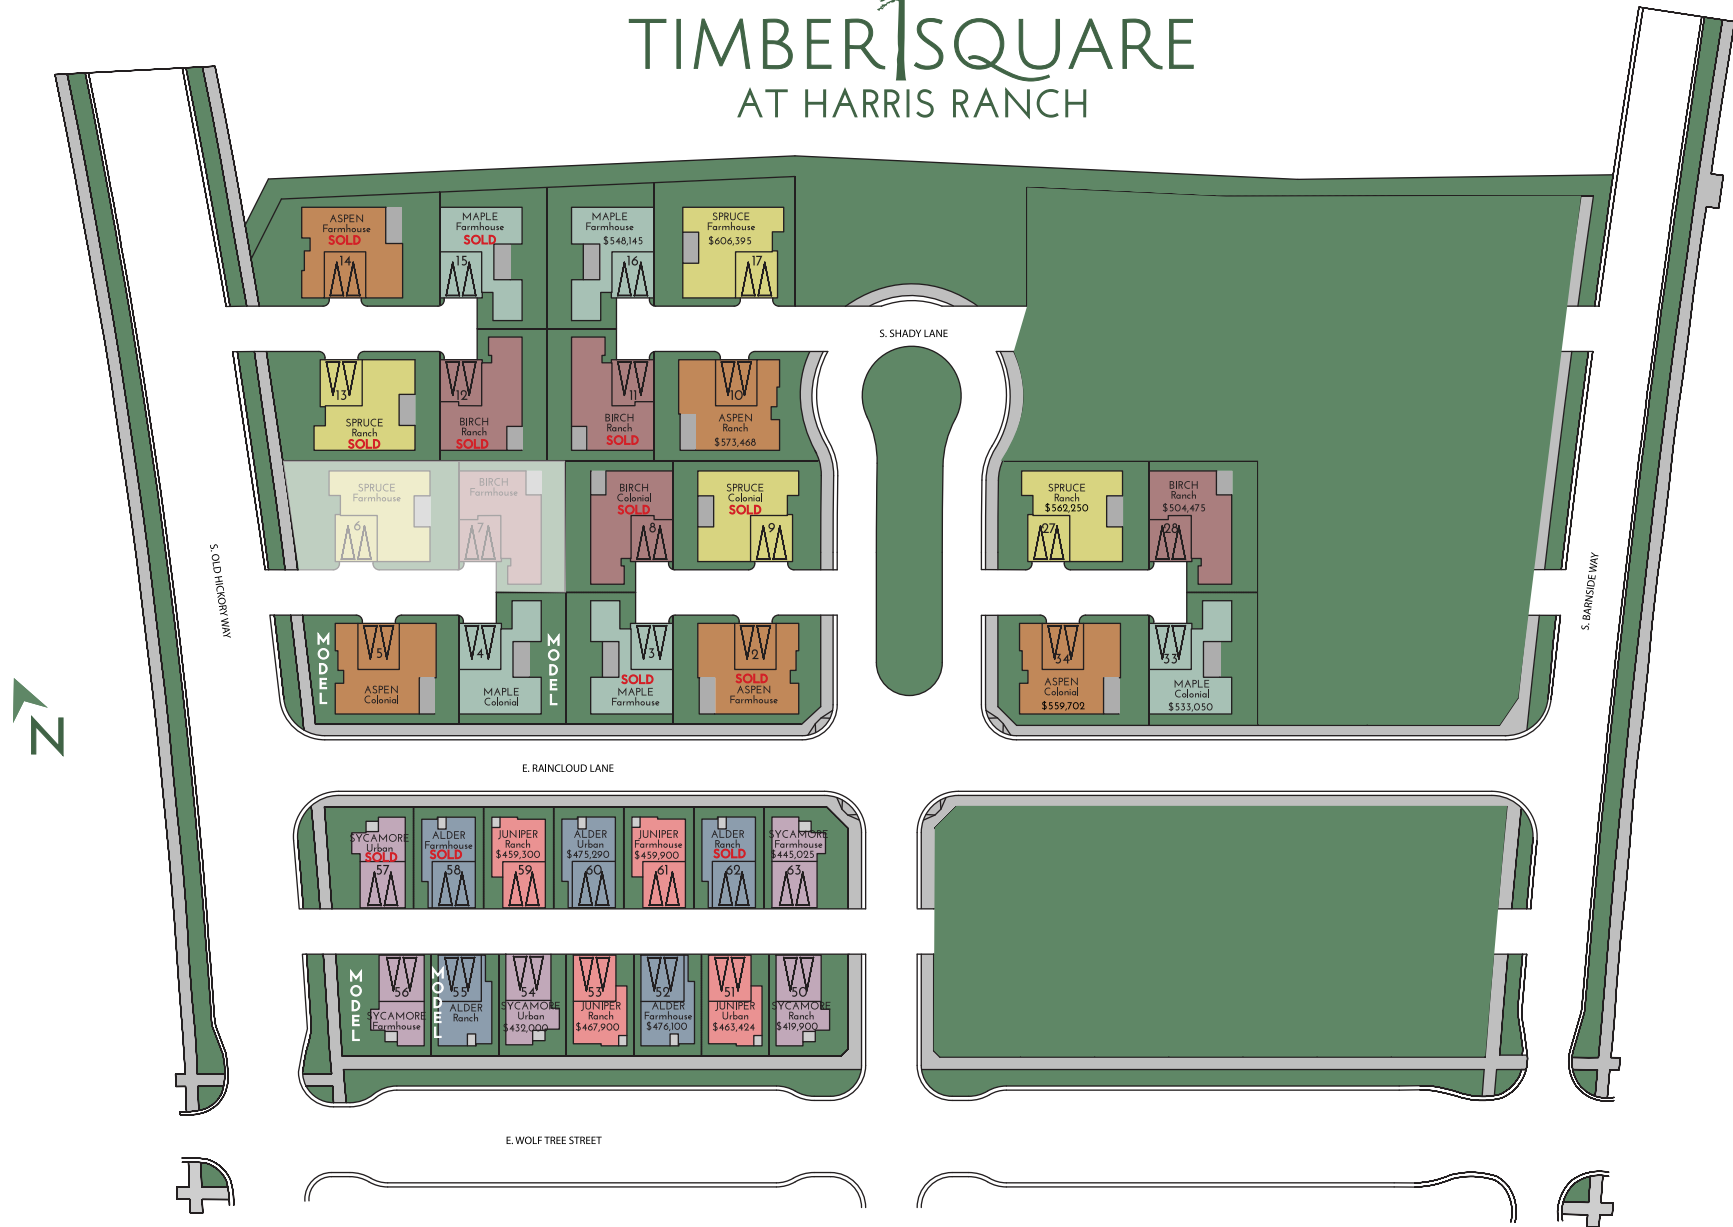 TIMBER SQUARE
AT HARRIS RANCH
ASPEN
Farmhouse
SOLD
14
MAPLE
Farmhouse
SOLD
15
MAPLE
Farmhouse
$548,145
16
SPRUCE
Farmhouse
$606,395
17
S. SHADY LANE
13
SPRUCE
Ranch
SOLD
12
BIRCH
Ranch
SOLD
11
BIRCH
Ranch
SOLD
10
ASPEN
Ranch
$573,468
SPRUCE
Farmhouse
6
BIRCH
Farmhouse
7
BIRCH
Colonial
SOLD
8
SPRUCE
Colonial
SOLD
9
SPRUCE
Ranch
$562,250
27
BIRCH
Ranch
$504,475
28
S. OLD HICKORY WAY
S. BARNSIDE WAY
MODEL
5
ASPEN
Colonial
4
MAPLE
Colonial
MODEL
3
SOLD
MAPLE
Farmhouse
2
SOLD
ASPEN
Farmhouse
34
ASPEN
Colonial
$559,702
33
MAPLE
Colonial
$533,050
N
E. RAINCLOUD LANE
SYCAMORE
Urban
SOLD
57
ALDER
Farmhouse
SOLD
58
JUNIPER
Ranch
$459,300
59
ALDER
Urban
$475,290
60
JUNIPER
Farmhouse
$459,900
61
ALDER
Ranch
SOLD
62
SYCAMORE
Farmhouse
$445,025
63
MODEL
56
SYCAMORE
Farmhouse
MODEL
55
ALDER
Ranch
54
SYCAMORE
Urban
$432,000
53
JUNIPER
Ranch
$467,900
52
ALDER
Farmhouse
$476,100
51
JUNIPER
Urban
$463,424
50
SYCAMORE
Ranch
$419,900
E. WOLF TREE STREET